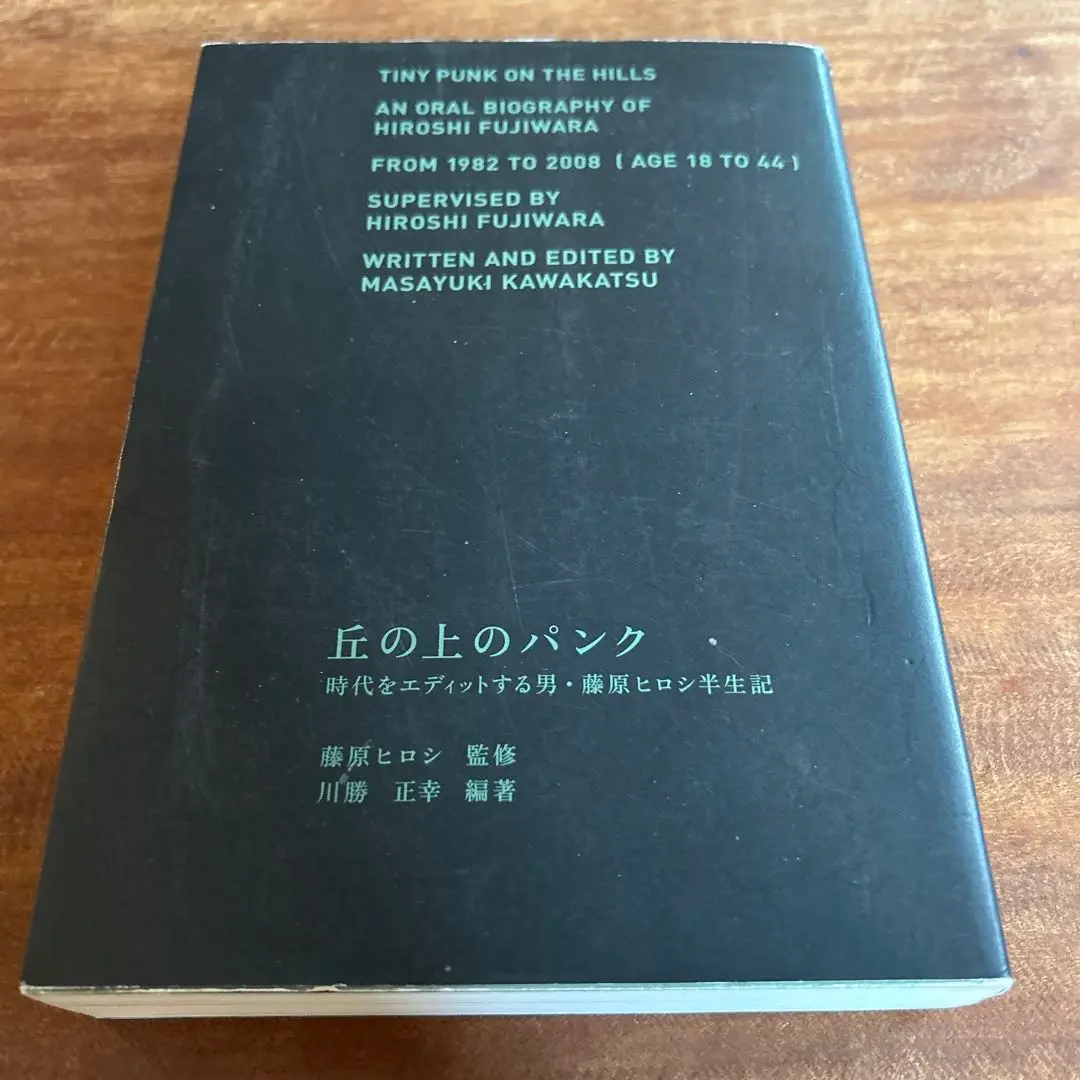 TINY PUNK ON THE HILLS
AN ORAL BIOGRAPHY OF
HIROSHI FUJIWARA
FROM 1982 TO 2008 ( AGE 18 TO 44 )
SUPERVISED BY
HIROSHI FUJIWARA
WRITTEN AND EDITED BY
MASAYUKI KAWAKATSU
丘の上のパンク
時代をエディットする男・藤原ヒロシ半生記
藤原ヒロシ 監修
川勝 正幸 編著